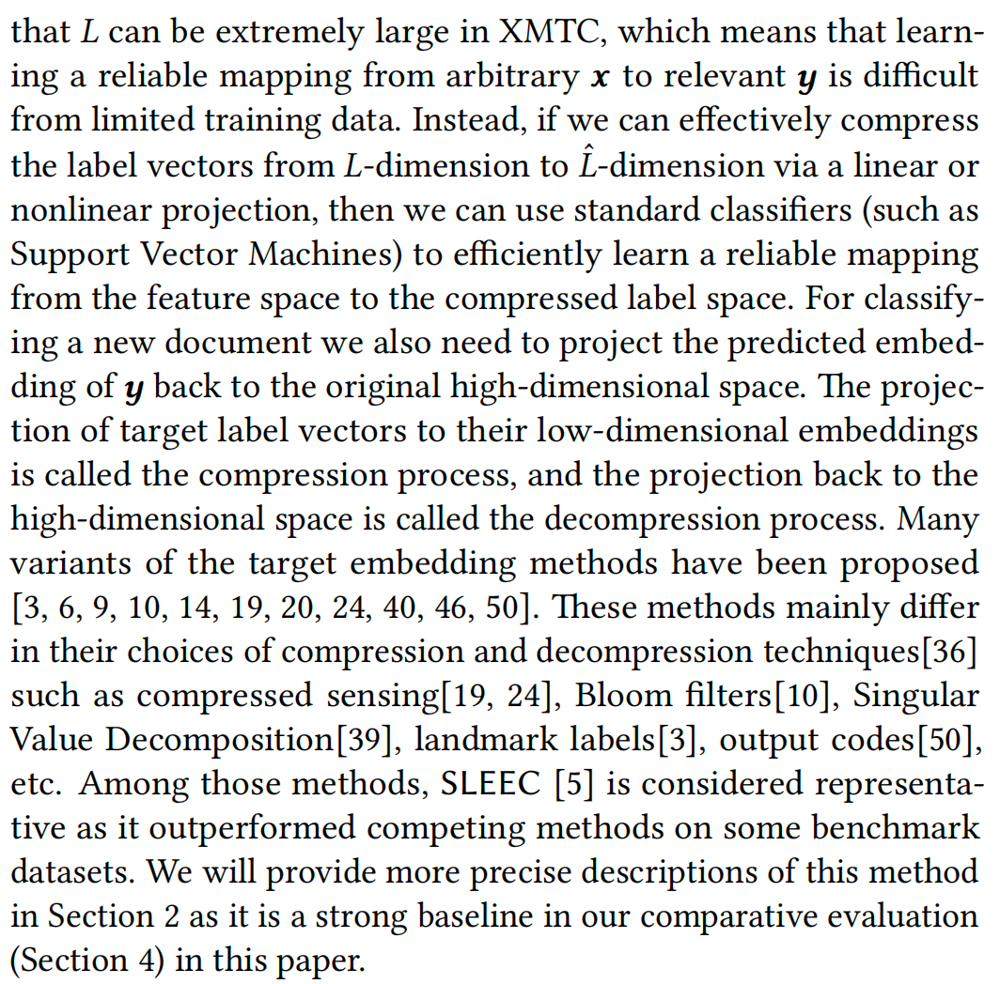 that L can be extremely large in XMTC, which means that learn-
ing a reliable mapping from arbitrary x to relevant y is difficult
from limited training data. Instead, if we can effectively compress
the label vectors from L-dimension to L̂-dimension via a linear or
nonlinear projection, then we can use standard classifiers (such as
Support Vector Machines) to efficiently learn a reliable mapping
from the feature space to the compressed label space. For classify-
ing a new document we also need to project the predicted embed-
ding of y back to the original high-dimensional space. The projec-
tion of target label vectors to their low-dimensional embeddings
is called the compression process, and the projection back to the
high-dimensional space is called the decompression process. Many
variants of the target embedding methods have been proposed
[3, 6, 9, 10, 14, 19, 20, 24, 40, 46, 50]. These methods mainly differ
in their choices of compression and decompression techniques[36]
such as compressed sensing[19, 24], Bloom filters[10], Singular
Value Decomposition[39], landmark labels[3], output codes[50],
etc. Among those methods, SLEEC [5] is considered representa-
tive as it outperformed competing methods on some benchmark
datasets. We will provide more precise descriptions of this method
in Section 2 as it is a strong baseline in our comparative evaluation
(Section 4) in this paper.